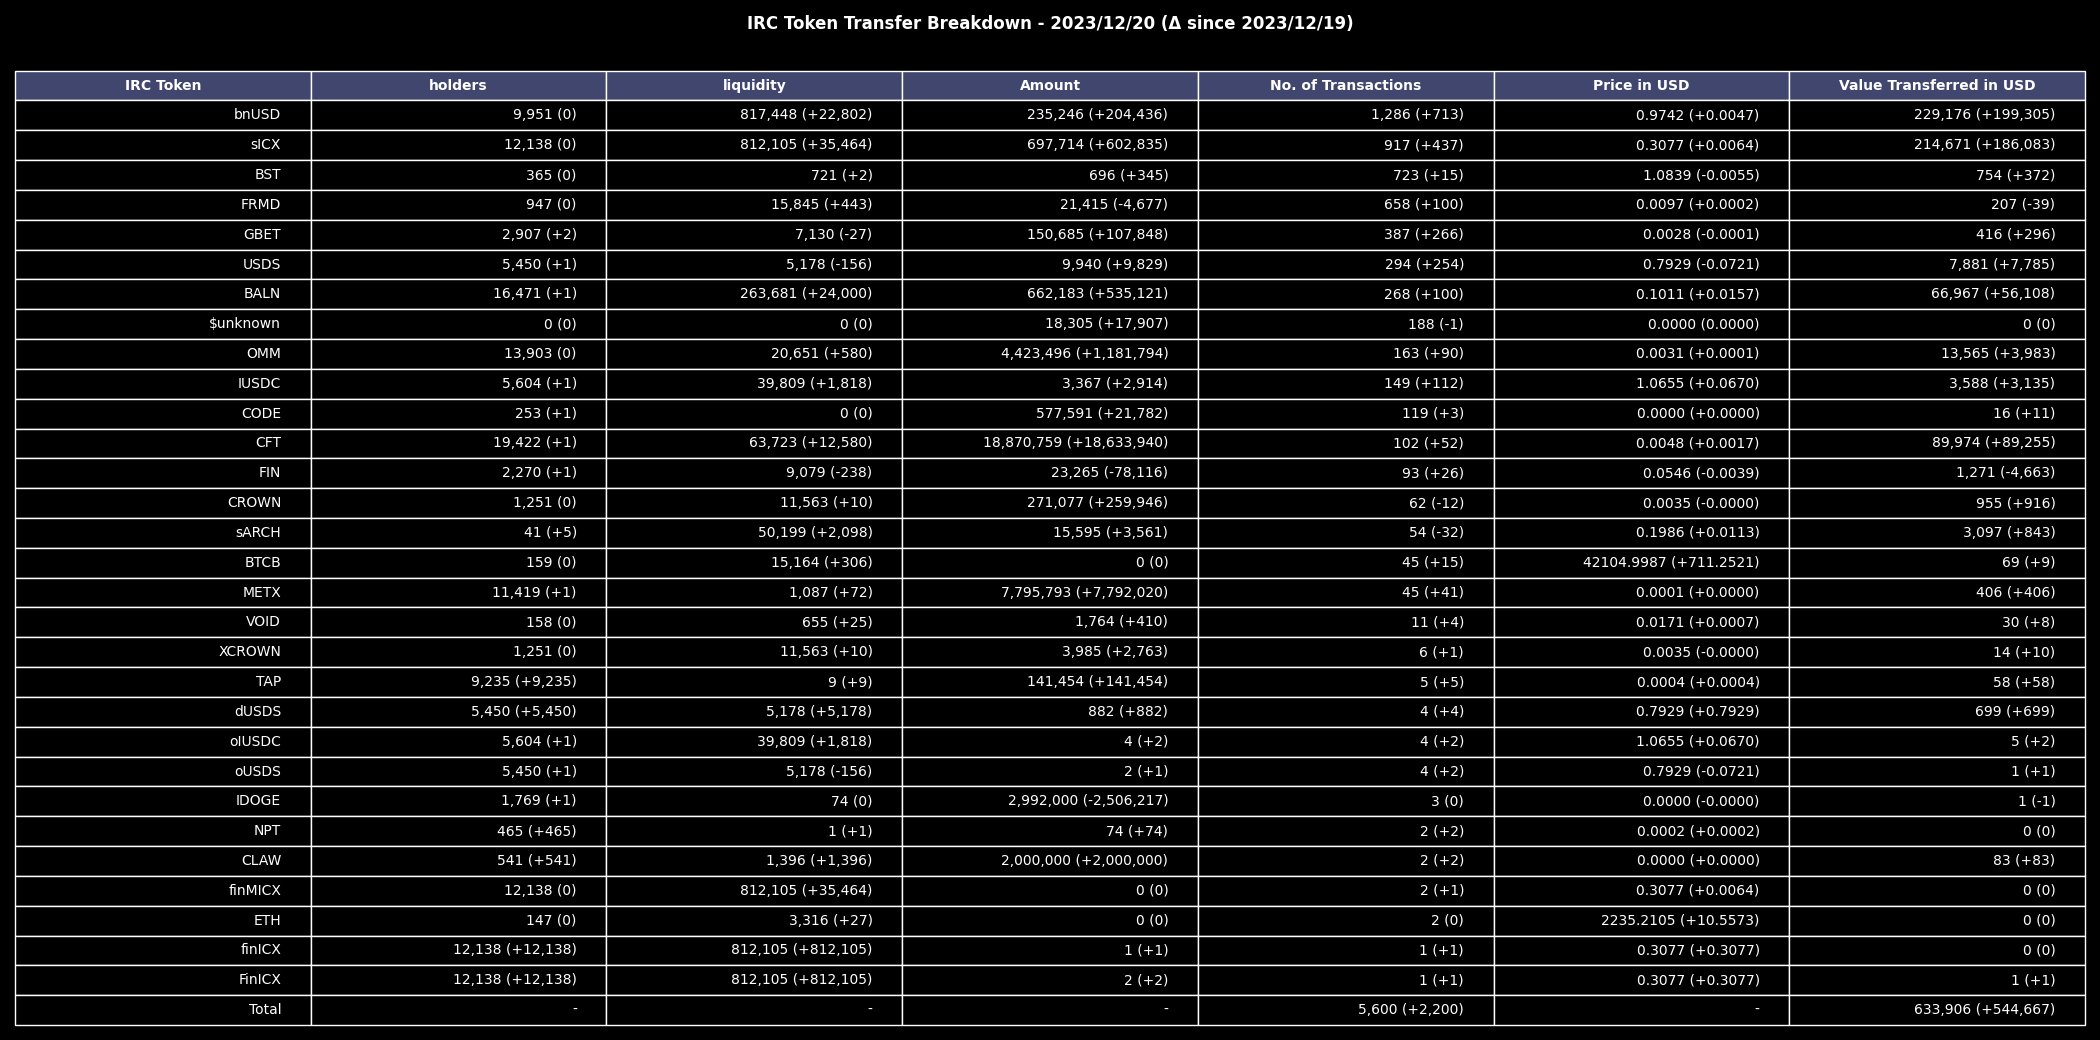 IRC Token Transfer Breakdown - 2023/12/20 (Δ since 2023/12/19)
IRC Token holders liquidity Amount No. of Transactions Price in USD Value Transferred in USD
bnUSD 9,951 (0) 817,448 (+22,802) 235,246 (+204,436) 1,286 (+713) 0.9742 (+0.0047) 229,176 (+199,305)
sICX 12,138 (0) 812,105 (+35,464) 697,714 (+602,835) 917 (+437) 0.3077 (+0.0064) 214,671 (+186,083)
BST 365 (0) 721 (+2) 696 (+345) 723 (+15) 1.0839 (-0.0055) 754 (+372)
FRMD 947 (0) 15,845 (+443) 21,415 (-4,677) 658 (+100) 0.0097 (+0.0002) 207 (-39)
GBET 2,907 (+2) 7,130 (-27) 150,685 (+107,848) 387 (+266) 0.0028 (-0.0001) 416 (+296)
USDS 5,450 (+1) 5,178 (-156) 9,940 (+9,829) 294 (+254) 0.7929 (-0.0721) 7,881 (+7,785)
BALN 16,471 (+1) 263,681 (+24,000) 662,183 (+535,121) 268 (+100) 0.1011 (+0.0157) 66,967 (+56,108)
$unknown 0 (0) 0 (0) 18,305 (+17,907) 188 (-1) 0.0000 (0.0000) 0 (0)
OMM 13,903 (0) 20,651 (+580) 4,423,496 (+1,181,794) 163 (+90) 0.0031 (+0.0001) 13,565 (+3,983)
IUSDC 5,604 (+1) 39,809 (+1,818) 3,367 (+2,914) 149 (+112) 1.0655 (+0.0670) 3,588 (+3,135)
CODE 253 (+1) 0 (0) 577,591 (+21,782) 119 (+3) 0.0000 (+0.0000) 16 (+11)
CFT 19,422 (+1) 63,723 (+12,580) 18,870,759 (+18,633,940) 102 (+52) 0.0048 (+0.0017) 89,974 (+89,255)
FIN 2,270 (+1) 9,079 (-238) 23,265 (-78,116) 93 (+26) 0.0546 (-0.0039) 1,271 (-4,663)
CROWN 1,251 (0) 11,563 (+10) 271,077 (+259,946) 62 (-12) 0.0035 (-0.0000) 955 (+916)
sARCH 41 (+5) 50,199 (+2,098) 15,595 (+3,561) 54 (-32) 0.1986 (+0.0113) 3,097 (+843)
BTCB 159 (0) 15,164 (+306) 0 (0) 45 (+15) 42104.9987 (+711.2521) 69 (+9)
METX 11,419 (+1) 1,087 (+72) 7,795,793 (+7,792,020) 45 (+41) 0.0001 (+0.0000) 406 (+406)
VOID 158 (0) 655 (+25) 1,764 (+410) 11 (+4) 0.0171 (+0.0007) 30 (+8)
XCROWN 1,251 (0) 11,563 (+10) 3,985 (+2,763) 6 (+1) 0.0035 (-0.0000) 14 (+10)
TAP 9,235 (+9,235) 9 (+9) 141,454 (+141,454) 5 (+5) 0.0004 (+0.0004) 58 (+58)
dUSDS 5,450 (+5,450) 5,178 (+5,178) 882 (+882) 4 (+4) 0.7929 (+0.7929) 699 (+699)
oIUSDC 5,604 (+1) 39,809 (+1,818) 4 (+2) 4 (+2) 1.0655 (+0.0670) 5 (+2)
oUSDS 5,450 (+1) 5,178 (-156) 2 (+1) 4 (+2) 0.7929 (-0.0721) 1 (+1)
IDOGE 1,769 (+1) 74 (0) 2,992,000 (-2,506,217) 3 (0) 0.0000 (-0.0000) 1 (-1)
NPT 465 (+465) 1 (+1) 74 (+74) 2 (+2) 0.0002 (+0.0002) 0 (0)
CLAW 541 (+541) 1,396 (+1,396) 2,000,000 (+2,000,000) 2 (+2) 0.0000 (+0.0000) 83 (+83)
finMICX 12,138 (0) 812,105 (+35,464) 0 (0) 2 (+1) 0.3077 (+0.0064) 0 (0)
ETH 147 (0) 3,316 (+27) 0 (0) 2 (0) 2235.2105 (+10.5573) 0 (0)
finICX 12,138 (+12,138) 812,105 (+812,105) 1 (+1) 1 (+1) 0.3077 (+0.3077) 0 (0)
FinICX 12,138 (+12,138) 812,105 (+812,105) 2 (+2) 1 (+1) 0.3077 (+0.3077) 1 (+1)
Total - - - 5,600 (+2,200) - 633,906 (+544,667)